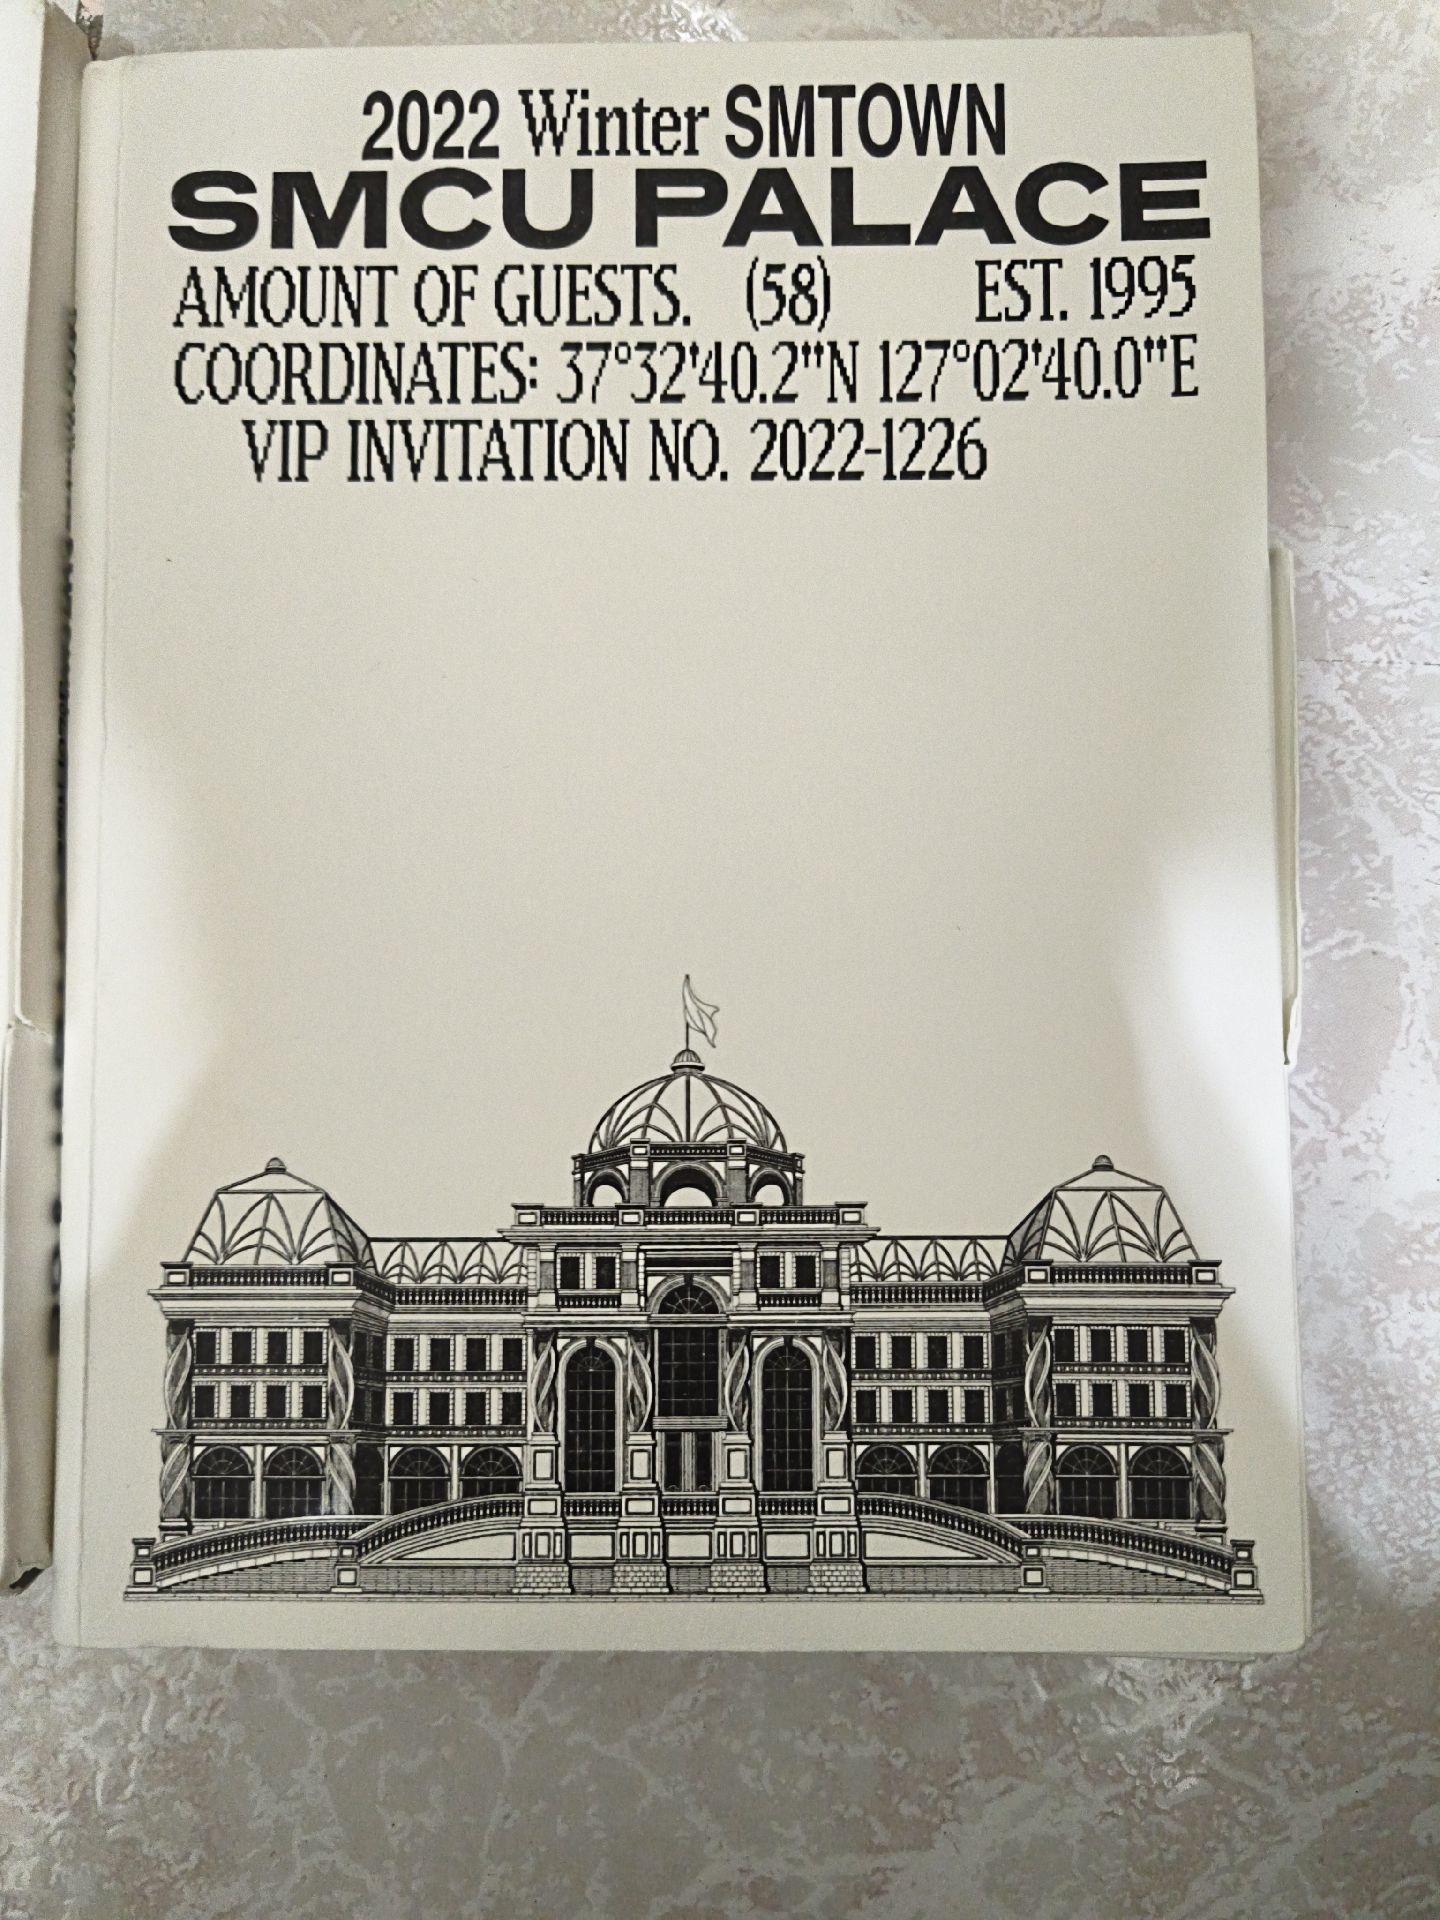 2022 Winter SMTOWN
SMCU PALACE
AMOUNT OF GUESTS. (58) EST. 1995
COORDINATES: 37°32'40.2"N 127°02'40.0"E
VIP INVITATION NO. 2022-1226